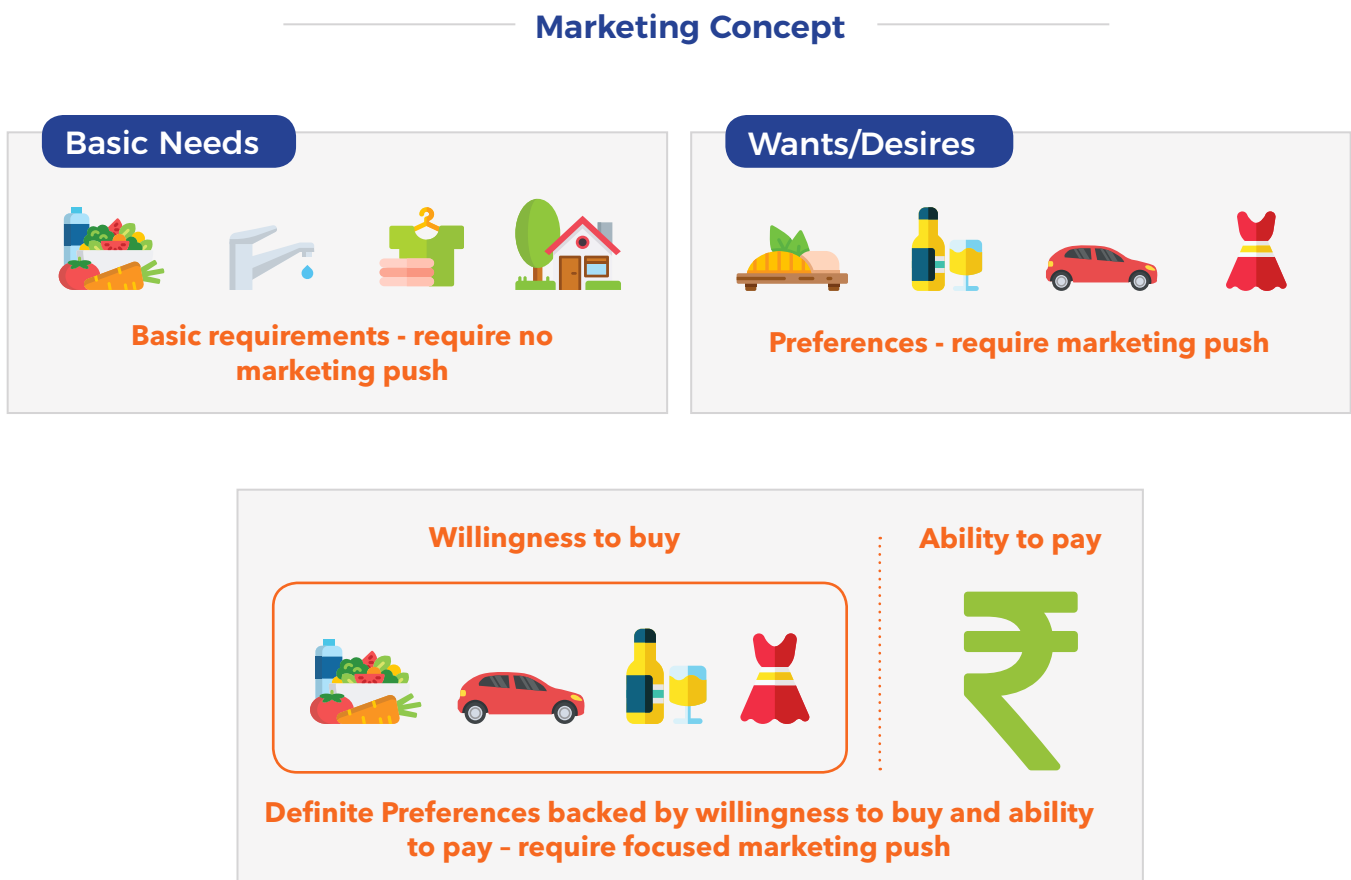 Marketing Concept
Basic Needs
Basic requirements - require no
marketing push
Wants/Desires
Preferences - require marketing push
Willingness to buy
Ability to pay
₹
Definite Preferences backed by willingness to buy and ability
to pay – require focused marketing push